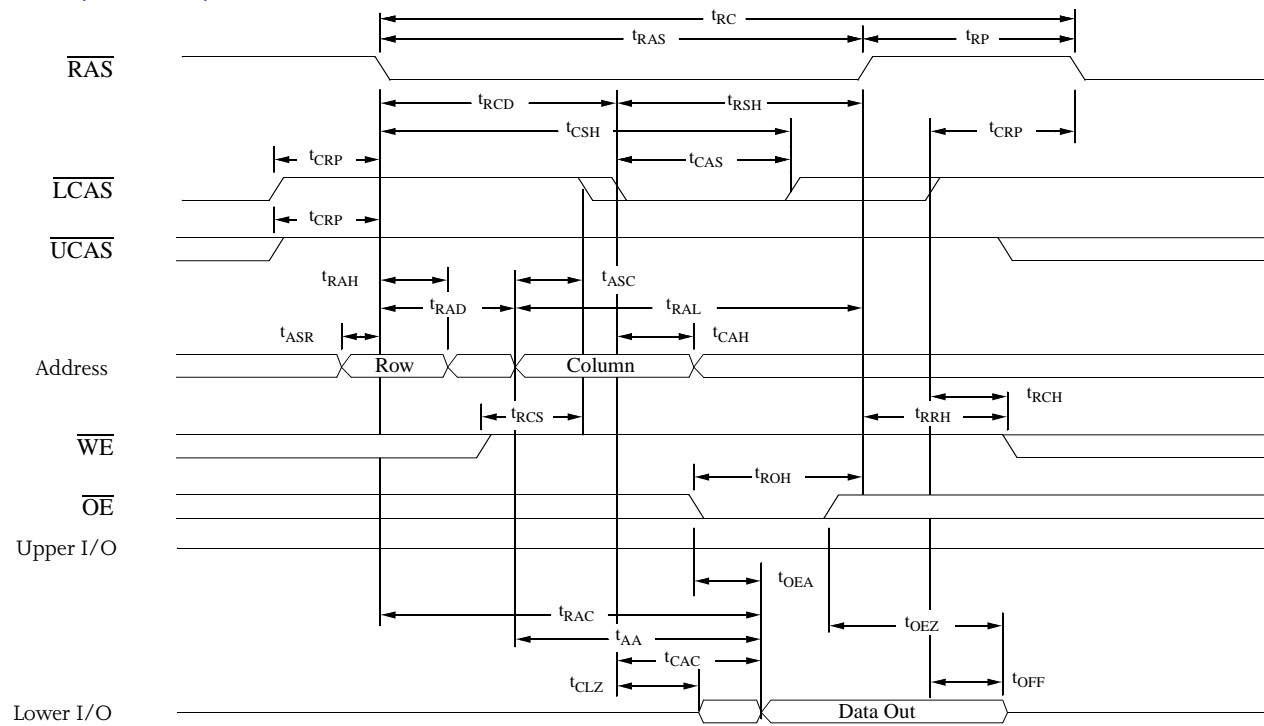 tRC
tRAS tRP
RAS
tRCD tRSH
tCSH tCRP
tCRP tCAS
LCAS
tCRP
UCAS
tRAH tASC
tRAD tRAL
tASR tCAH
Address Row Column
tRCH
tRCS tRRH
WE
tROH
OE
Upper I/O
tOEA
tRAC tOEZ
tAA
tCAC
tCLZ tOFF
Lower I/O Data Out